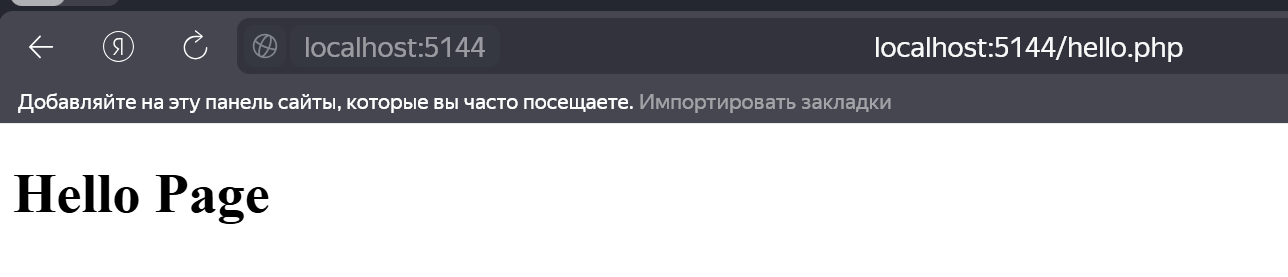 Я localhost:5144 localhost:5144/hello.php
Добавляйте на эту панель сайты, которые вы часто посещаете. Импортировать закладки
Hello Page